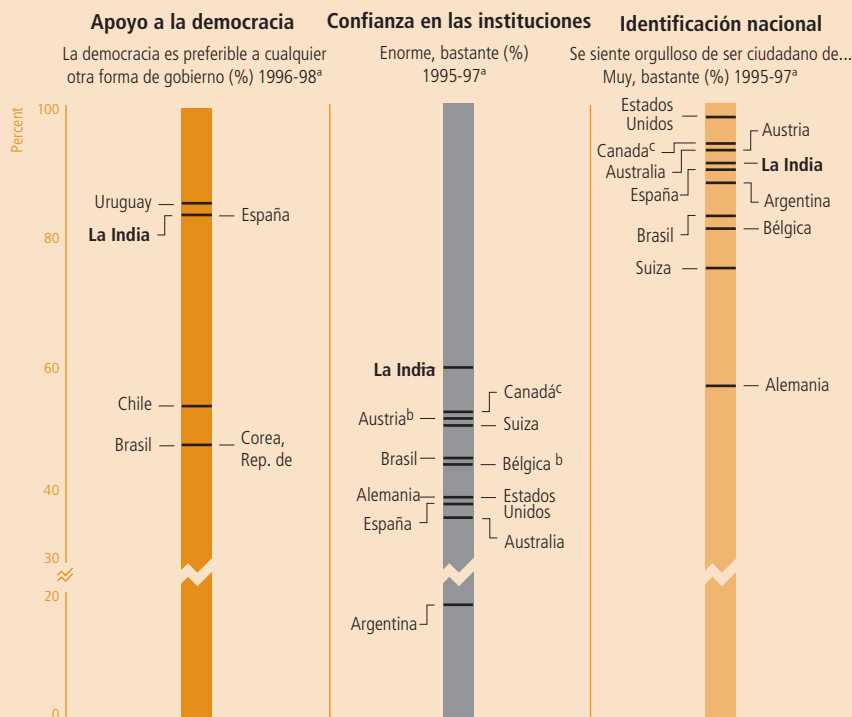 Apoyo a la democracia
La democracia es preferible a cualquier
otra forma de gobierno (%) 1996-98a
Percent
100
80
60
40
30
20
0
Uruguay
La India
España
Chile
Brasil
Corea,
Rep. de
Confianza en las instituciones
Enorme, bastante (%)
1995-97a
La India
Canadác
Austriab
Suiza
Brasil
Bélgica b
Alemania
Estados
Unidos
España
Australia
Argentina
Identificación nacional
Se siente orgulloso de ser ciudadano de...
Muy, bastante (%) 1995-97a
Estados
Unidos
Austria
Canadac
La India
Australia
España
Argentina
Brasil
Bélgica
Suiza
Alemania